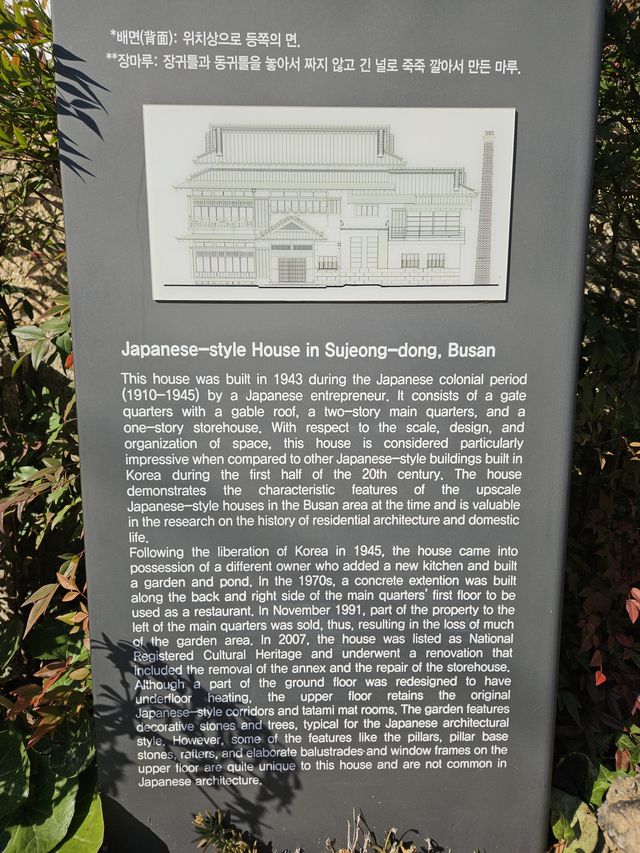 *배면(背面): 위치상으로 등쪽의 면.
**장마루: 장귀틀과 동귀틀을 놓아서 짜지 않고 긴 널로 죽죽 깔아서 만든 마루.
Japanese-style House in Sujeong-dong, Busan
This house was built in 1943 during the Japanese colonial period
(1910-1945) by a Japanese entrepreneur. It consists of a gate
quarters with a gable roof, a two-story main quarters, and a
one-story storehouse. With respect to the scale, design, and
organization of space, this house is considered particularly
impressive when compared to other Japanese-style buildings built in
Korea during the first half of the 20th century. The house
demonstrates the characteristic features of the upscale
Japanese-style houses in the Busan area at the time and is valuable
in the research on the history of residential architecture and domestic
life.
Following the liberation of Korea in 1945, the house came into
possession of a different owner who added a new kitchen and built
a garden and pond. In the 1970s, a concrete extention was built
along the back and right side of the main quarters' first floor to be
used as a restaurant. In November 1991, part of the property to the
left of the main quarters was sold, thus, resulting in the loss of much
of the garden area. In 2007, the house was listed as National
Registered Cultural Heritage and underwent a renovation that
included the removal of the annex and the repair of the storehouse.
Although a part of the ground floor was redesigned to have
underfloor heating, the upper floor retains the original
Japanese-style corridors and tatami mat rooms. The garden features
decorative stones and trees, typical for the Japanese architectural
style. However, some of the features like the pillars, pillar base
stones, rafters, and elaborate balustrades and window frames on the
upper floor are quite unique to this house and are not common in
Japanese architecture.